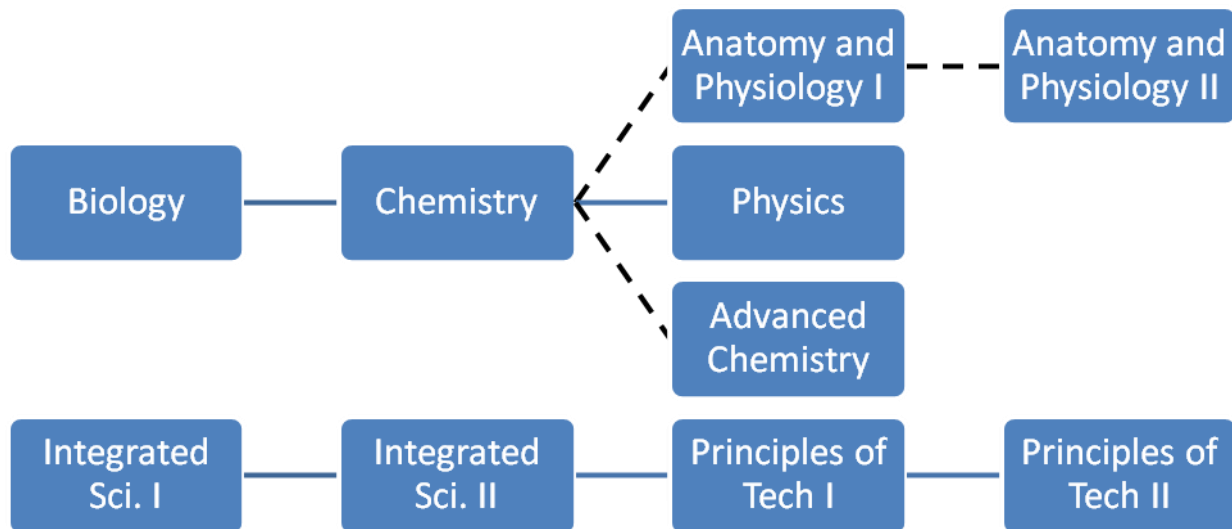 Anatomy and
Physiology I
Anatomy and
Physiology II
Biology
Chemistry
Physics
Advanced
Chemistry
Integrated
Sci. I
Integrated
Sci. II
Principles of
Tech I
Principles of
Tech II